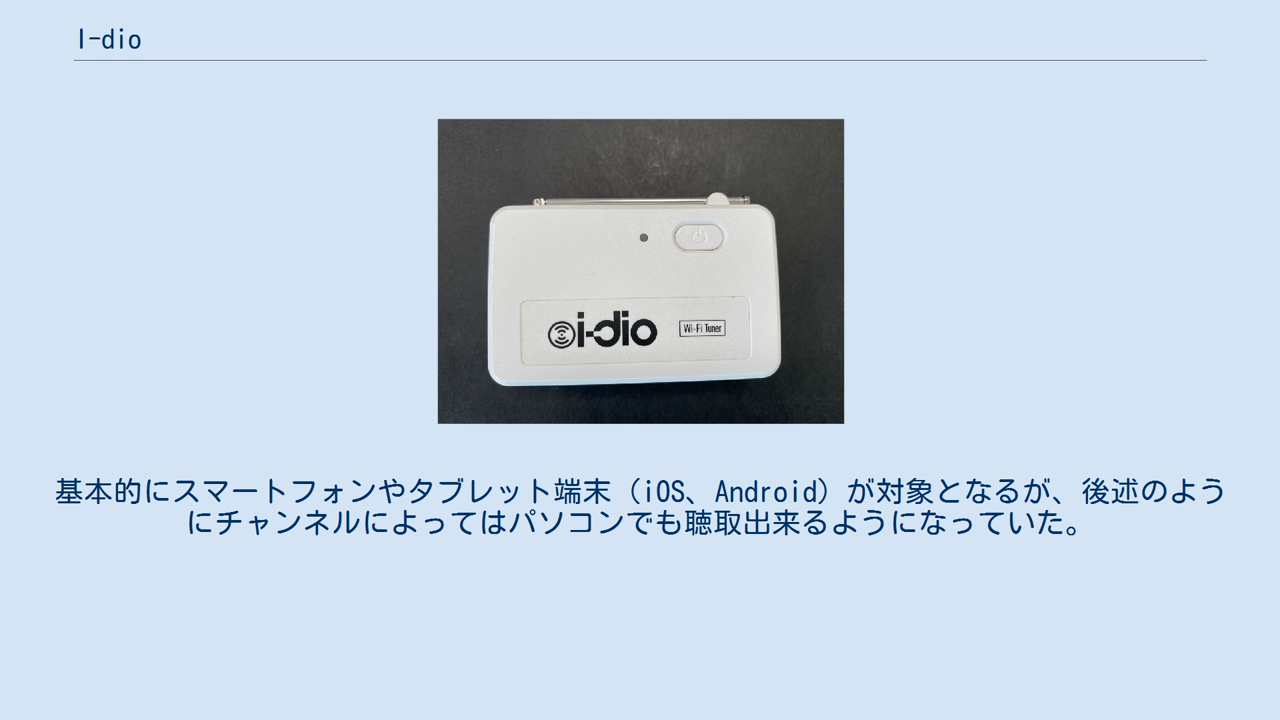 I-dio
i-dio
Wi-Fi Tuner
基本的にスマートフォンやタブレット端末（iOS、Android）が対象となるが、後述のよう
にチャンネルによってはパソコンでも聴取出来るようになっていた。